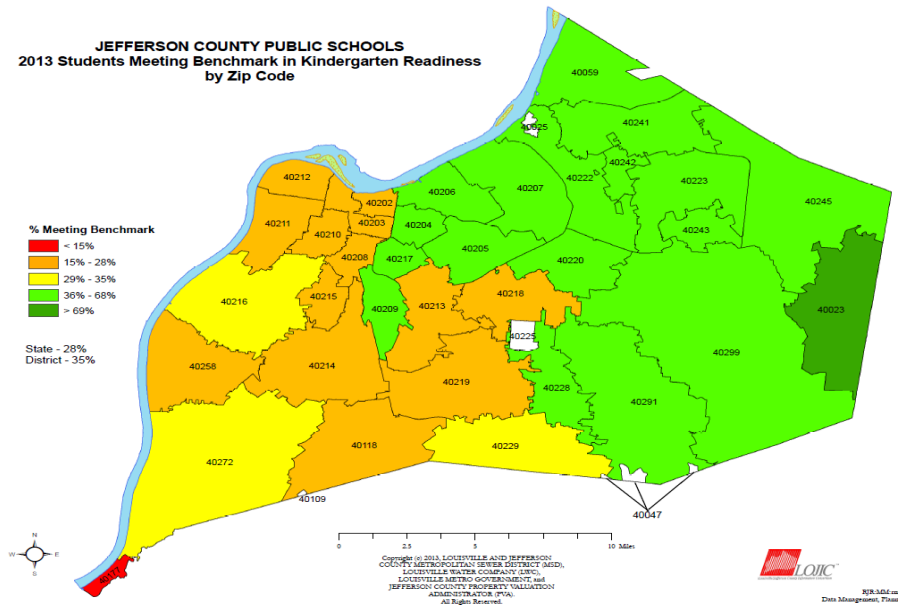 JEFFERSON COUNTY PUBLIC SCHOOLS
2013 Students Meeting Benchmark in Kindergarten Readiness
by Zip Code
40059
40241
40025
40242
40222
40223
40212
40206
40207
40202
40245
40211
40203
40204
40243
40210
40205
% Meeting Benchmark
< 15%
15% - 28%
29% - 35%
36% - 68%
> 69%
40208
40217
40220
40215
40218
40216
40209
40213
40023
40225
State - 28%
District - 35%
40299
40258
40214
40219
40228
40291
40118
40229
40272
40109
40047
N
W
E
S
0
2.5
5
10 Miles
40177
Copyright (c) 2013, LOUISVILLE AND JEFFERSON
COUNTY METROPOLITAN SEWER DISTRICT (MSD),
LOUISVILLE WATER COMPANY (LWC),
LOUISVILLE METRO GOVERNMENT, and
JEFFERSON COUNTY PROPERTY VALUATION
ADMINISTRATOR (PVA).
All Rights Reserved.
LOJIC
Data Management, Plann